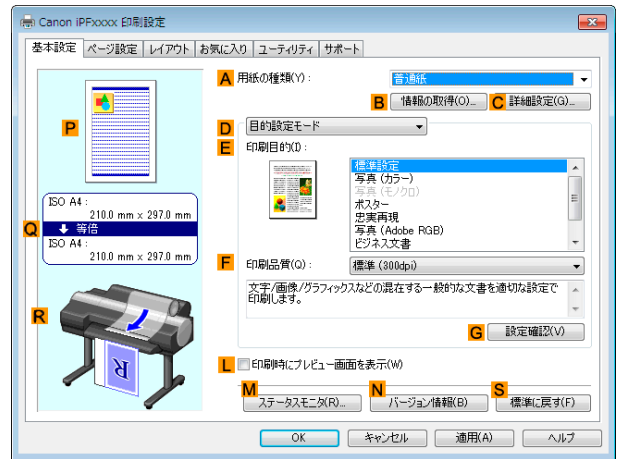 Canon iPFxxxx 印刷設定
基本設定 ページ設定 レイアウト お気に入り ユーティリティ サポート
A 用紙の種類(Y): 普通紙
B 情報の取得(O)... C 詳細設定(G)...
P
D 目的設定モード
E 印刷目的(I):
標準設定
写真 (カラー)
写真 (モノクロ)
ポスター
忠実再現
写真 (Adobe RGB)
ビジネス文書
ISO A4 :
210.0 mm x 297.0 mm
Q 等倍
ISO A4 :
210.0 mm x 297.0 mm
F 印刷品質(Q): 標準 (300dpi)
文字/画像/グラフィックスなどの混在する一般的な文書を適切な設定で
印刷します。
R
G 設定確認(V)
R
L 印刷時にプレビュー画面を表示(W)
M ステータスモニタ(R)... N バージョン情報(B) S 標準に戻す(F)
OK キャンセル 適用(A) ヘルプ